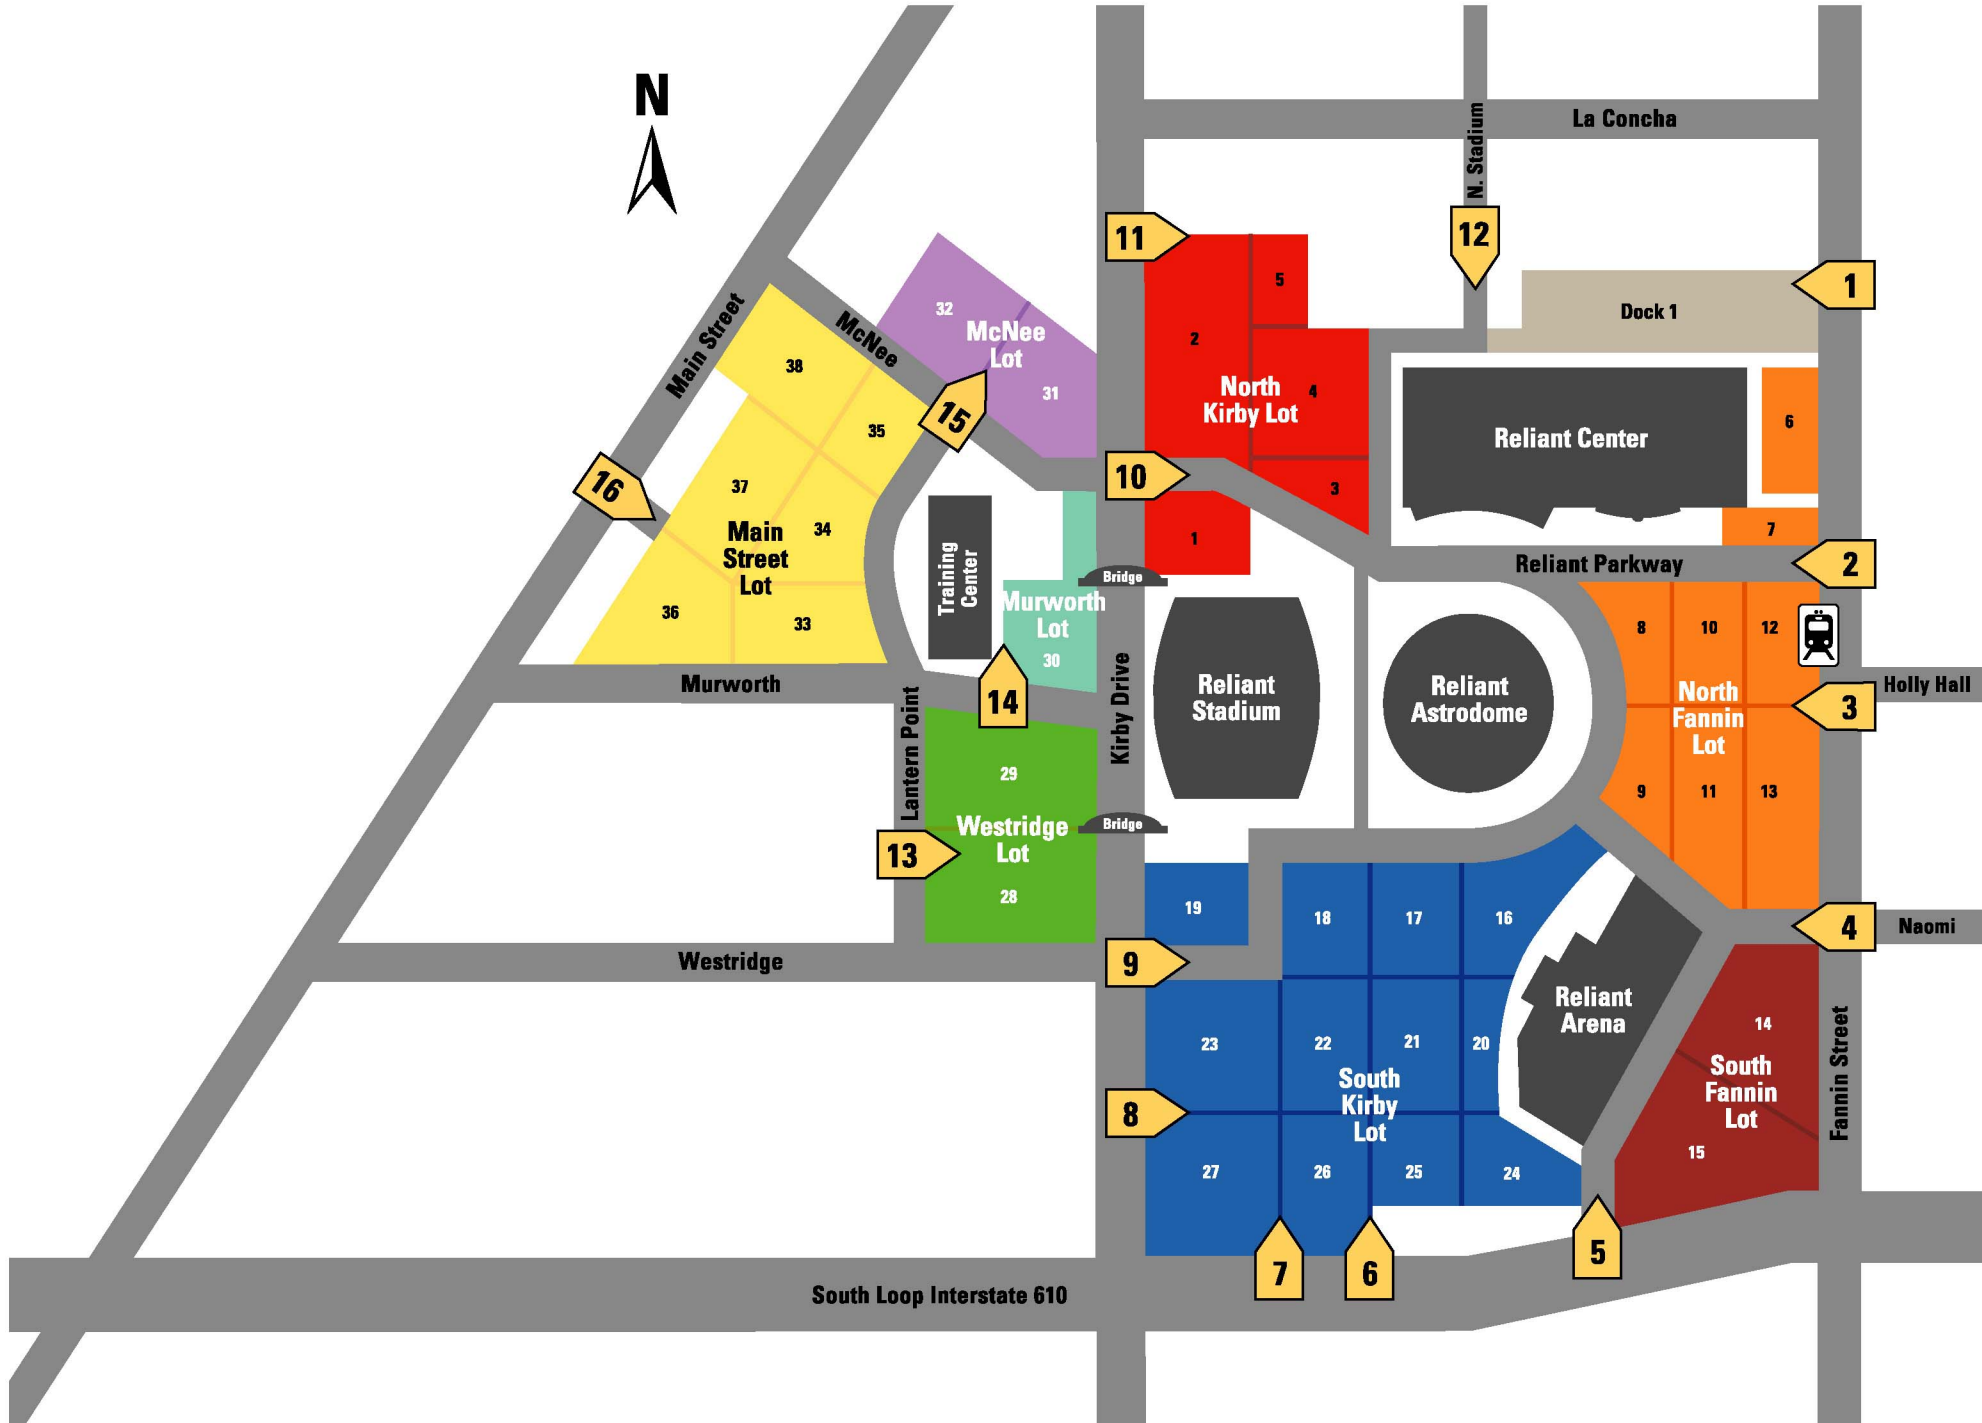 N
La Concha
N. Stadium
11
12
1
5
Dock 1
32
McNee
Lot
31
Main Street
McNee
38
35
15
2
4
North
Kirby Lot
3
10
1
Reliant Center
6
7
Reliant Parkway
2
16
37
34
Main
Street
Lot
36
33
Training
Center
Bridge
Murworth
Lot
30
14
Murworth
Lantern Point
Kirby Drive
Reliant
Stadium
Reliant
Astrodome
8
10
12
North
Fannin
Lot
9
11
13
3
Holly Hall
29
Westridge
Lot
28
13
Bridge
Westridge
9
19
18
17
16
4
Naomi
Reliant
Arena
23
22
21
20
South
Kirby
Lot
8
27
26
25
24
14
South
Fannin
Lot
15
Fannin Street
7
6
5
South Loop Interstate 610